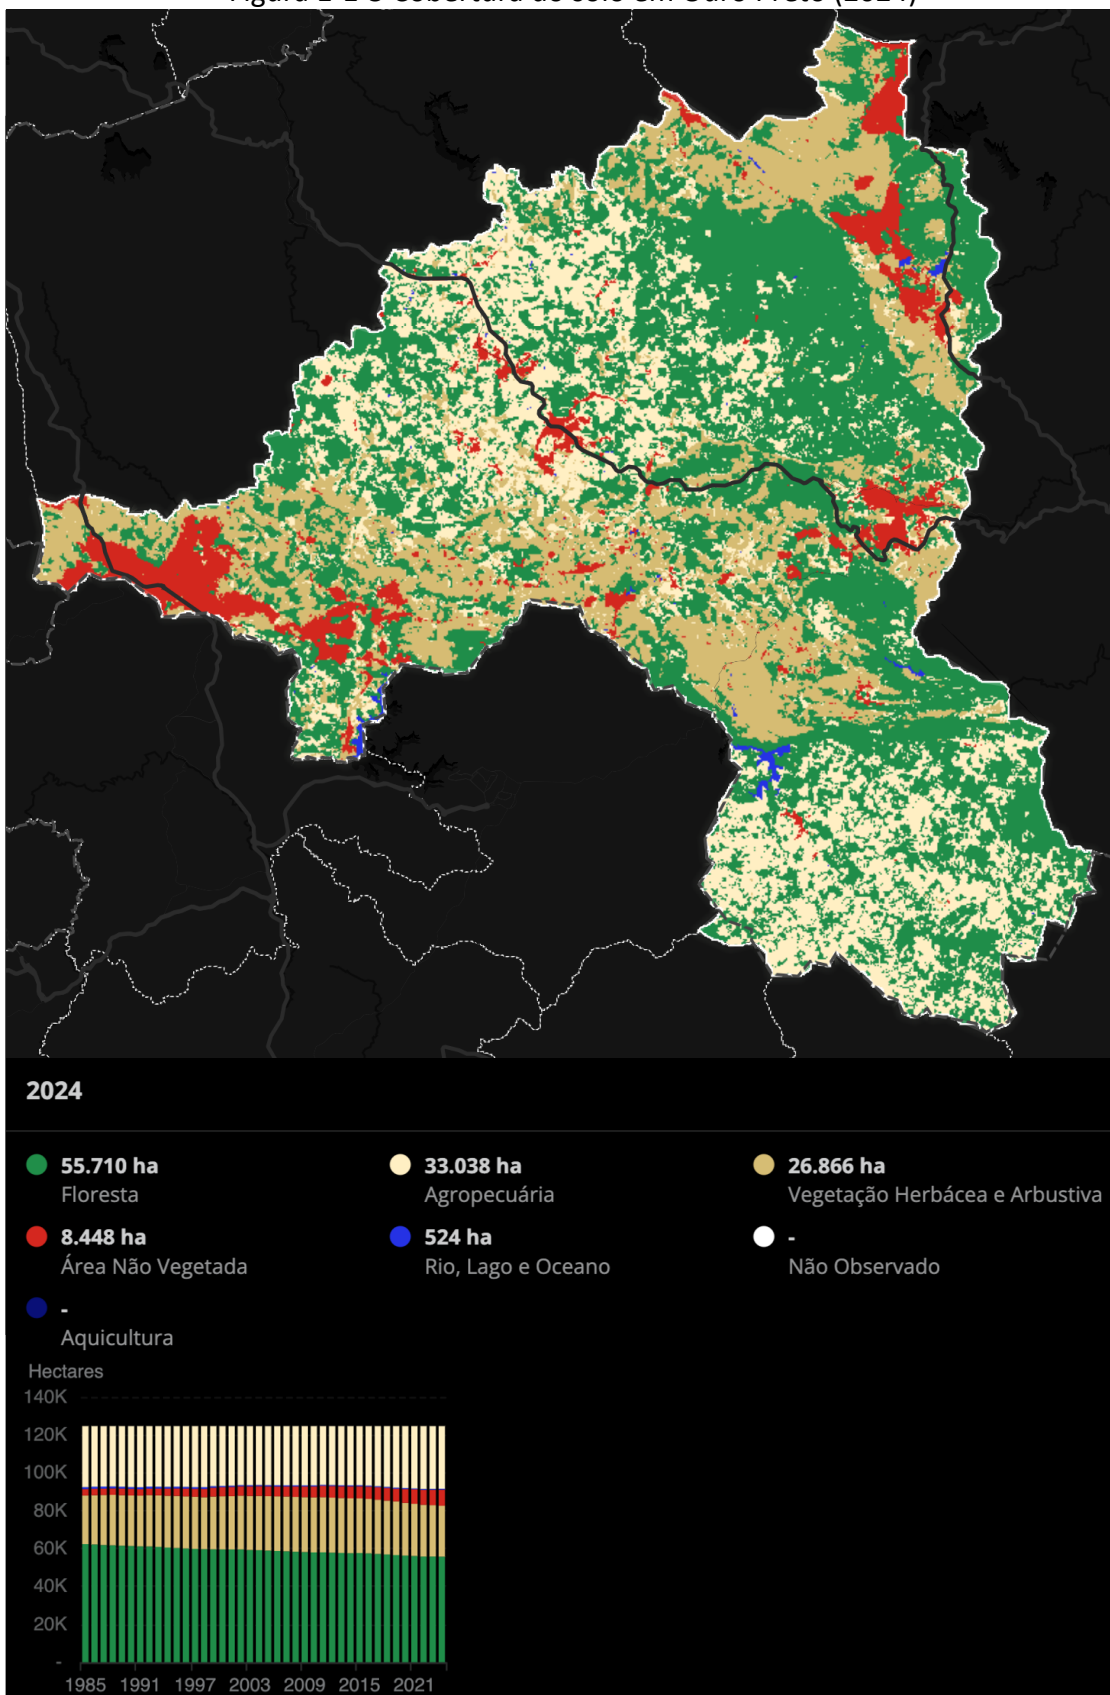 2024
55.710 ha
Floresta
33.038 ha
Agropecuária
26.866 ha
Vegetação Herbácea e Arbustiva
8.448 ha
Área Não Vegetada
524 ha
Rio, Lago e Oceano
-
Não Observado
-
Aquicultura
Hectares
140K
120K
100K
80K
60K
40K
20K
-
1985 1991 1997 2003 2009 2015 2021